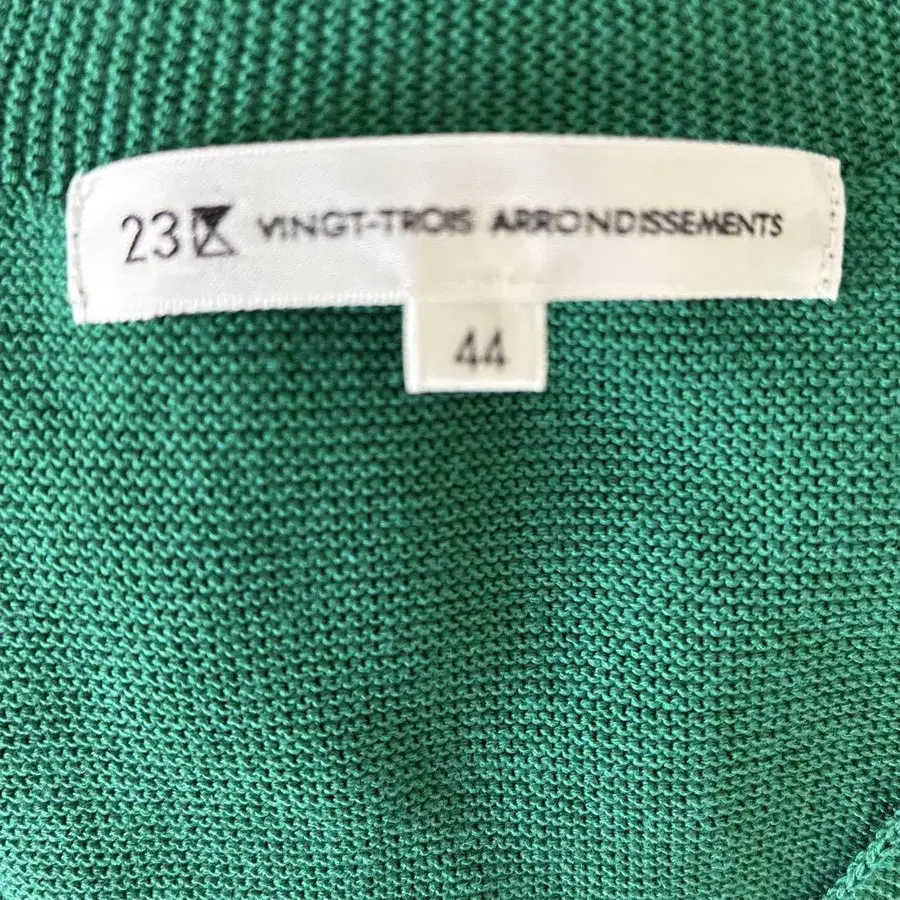 23区 VINGT-TROIS ARRONDISSEMENTS
44